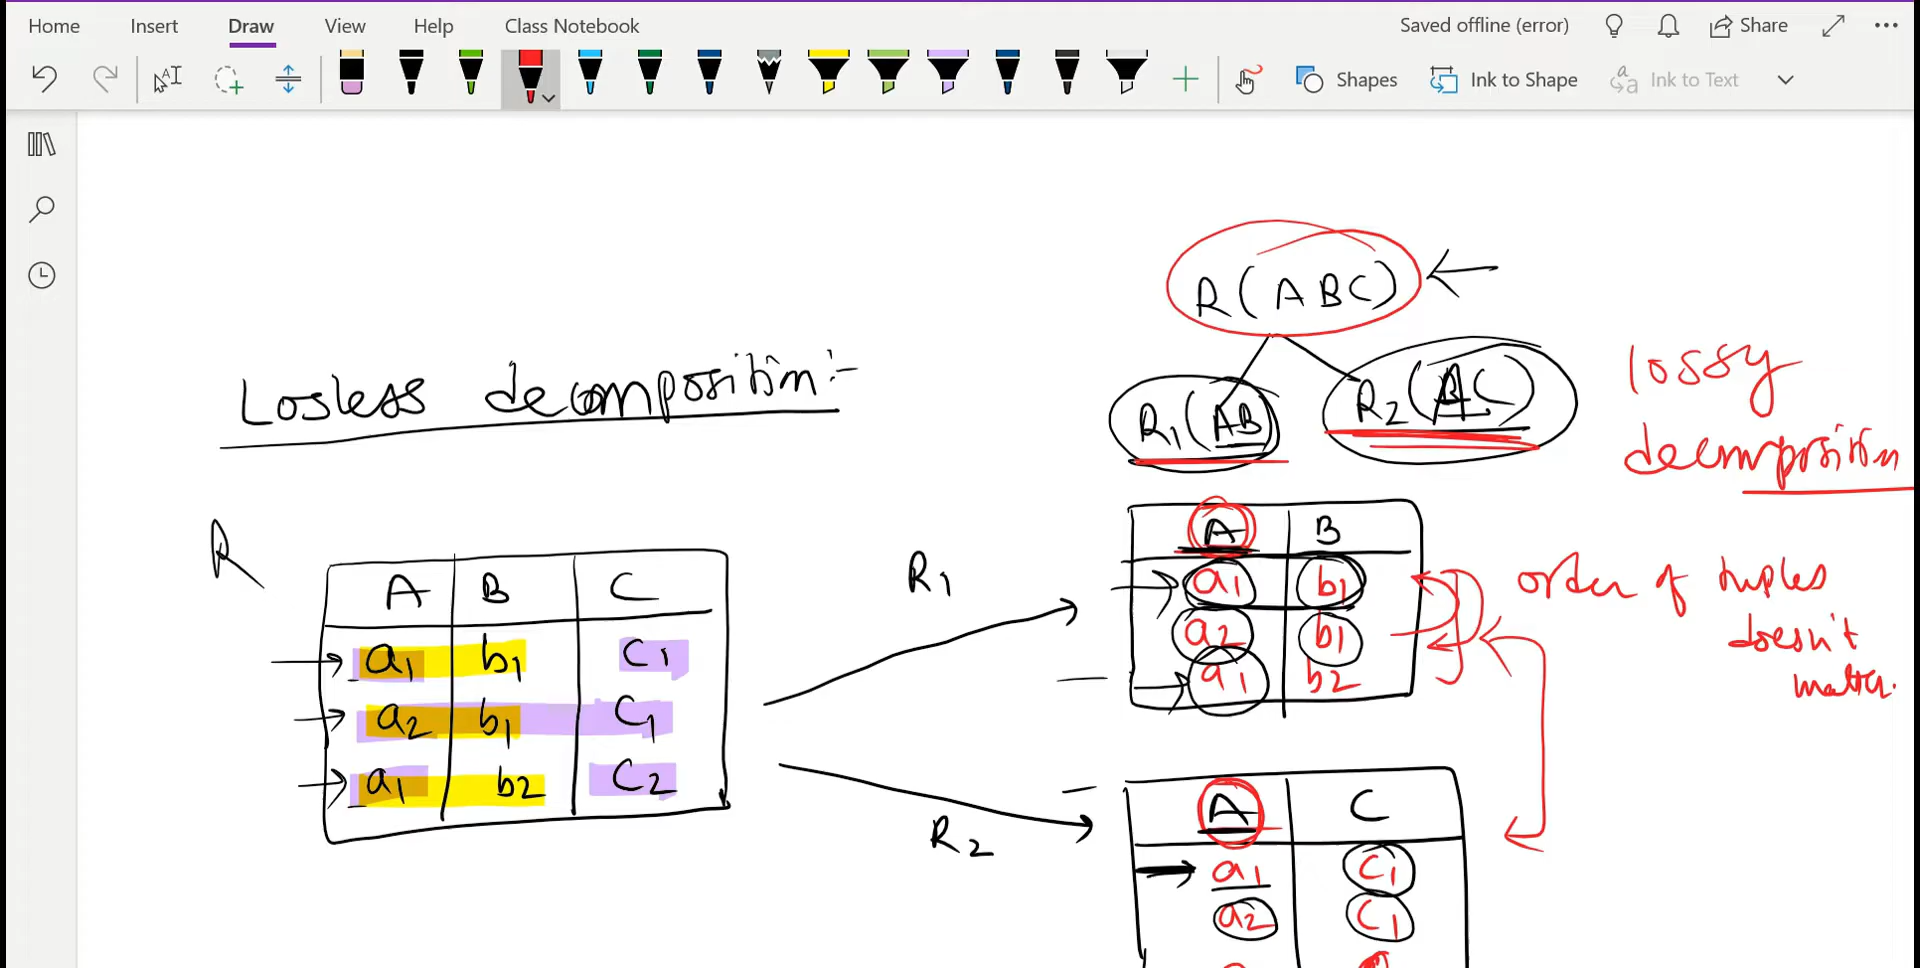 Home Insert Draw View Help Class Notebook Saved offline (error) Share
Shapes Ink to Shape Ink to Text
R(ABC)
Losless decomposition:-
R1(AB) R2(AC)
lossy
decomposition
R
A B C
a1 b1 C1
a2 b1 C1
a1 b2 C2
R1
R2
A B
a1 b1
a2 b1
a1 b2
order of tuples
doesn't
matter.
A C
a1 C1
a2 C1